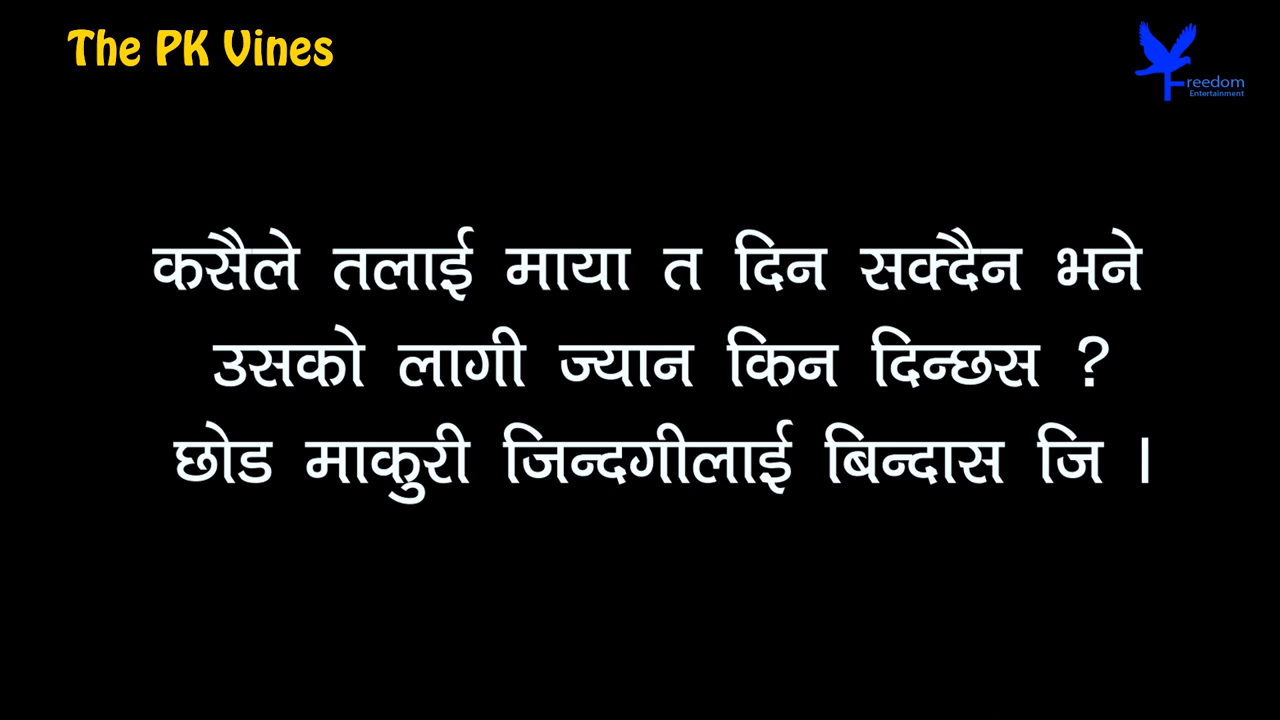 The PK Vines
Freedom
Entertainment
कसैले तलाई माया त दिन सक्दैन भने
उसको लागी ज्यान किन दिन्छस ?
छोड माकुरी जिन्दगीलाई बिन्दास जि ।